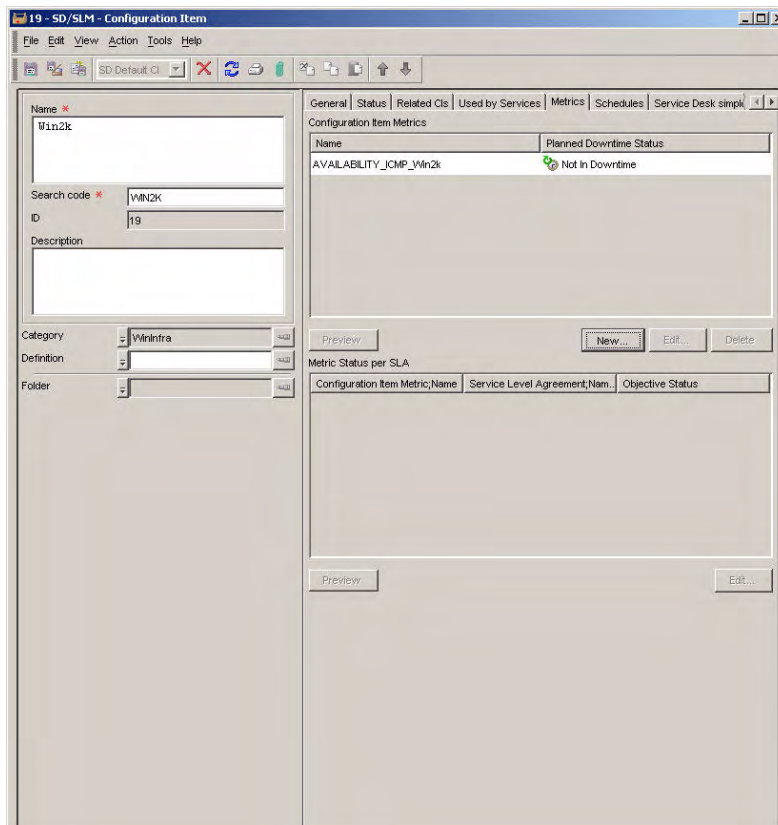 19 - SD/SLM - Configuration Item
File Edit View Action Tools Help
SD Default CI
Name *
Win2k
Search code * WIN2K
ID 19
Description
Category WinInfra
Definition
Folder
General Status Related CIs Used by Services Metrics Schedules Service Desk simple
Configuration Item Metrics
Name Planned Downtime Status
AVAILABILITY_ICMP_Win2k Not In Downtime
Preview New... Edit... Delete
Metric Status per SLA
Configuration Item Metric;Name Service Level Agreement;Nam... Objective Status
Preview Edit...